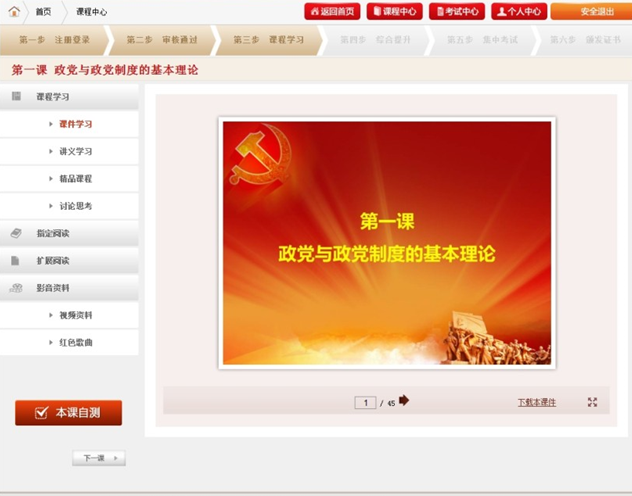 首页 课程中心 返回首页 课程中心 考试中心 个人中心 安全退出
第一步 注册登录 第二步 审核通过 第三步 课程学习 第四步 综合提升 第五步 集中考试 第六步 颁发证书
第一课 政党与政党制度的基本理论
课程学习
课件学习
讲义学习
精品课程
讨论思考
指定阅读
扩展阅读
影音资料
视频资料
红色歌曲
本课自测
下一课
第一课
政党与政党制度的基本理论
1 / 45 下载本课件